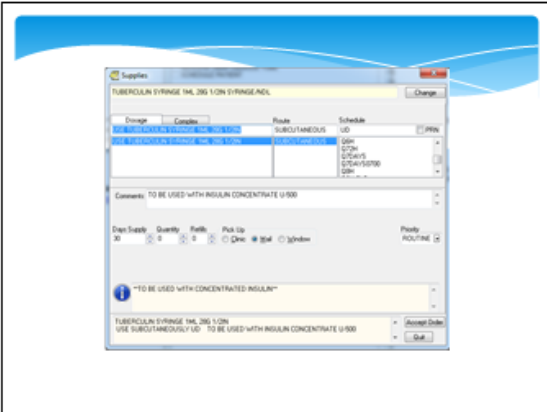 Supplies
TUBERCULIN SYRINGE 1ML 28G 1/2IN SYRINGE/NDL
Change
Dosage Complex Route Schedule
USE TUBERCULIN SYRINGE 1ML 28G 1/2IN SUBCUTANEOUS UD PRN
USE TUBERCULIN SYRINGE 1ML 28G 1/2IN SUBCUTANEOUS Q6H
Q72H
Q7DAYS
Q7DAYS0700
Q8H
Comments: TO BE USED WITH INSULIN CONCENTRATE U-500
Days Supply Quantity Refills Pick Up Priority
30 0 0 Clinic Mail Window ROUTINE
**TO BE USED WITH CONCENTRATED INSULIN**
TUBERCULIN SYRINGE 1ML 28G 1/2IN
USE SUBCUTANEOUSLY UD TO BE USED WITH INSULIN CONCENTRATE U-500
Accept Order
Quit